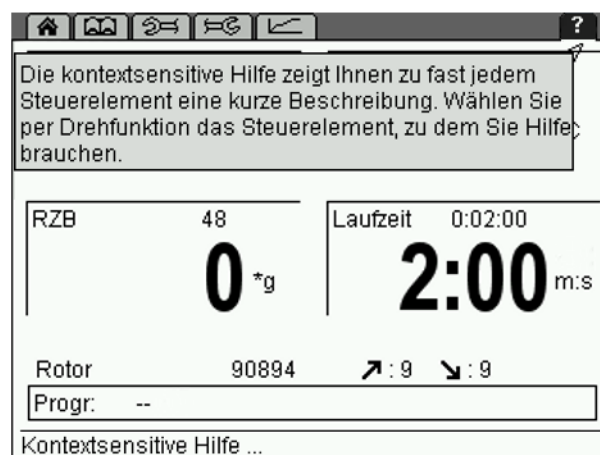 ?
Die kontextsensitive Hilfe zeigt Ihnen zu fast jedem
Steuerelement eine kurze Beschreibung. Wählen Sie
per Drehfunktion das Steuerelement, zu dem Sie Hilfe
brauchen.
RZB 48
0 *g
Laufzeit 0:02:00
2:00 m:s
Rotor 90894 ↗ : 9 ↘ : 9
Progr: --
Kontextsensitive Hilfe ...